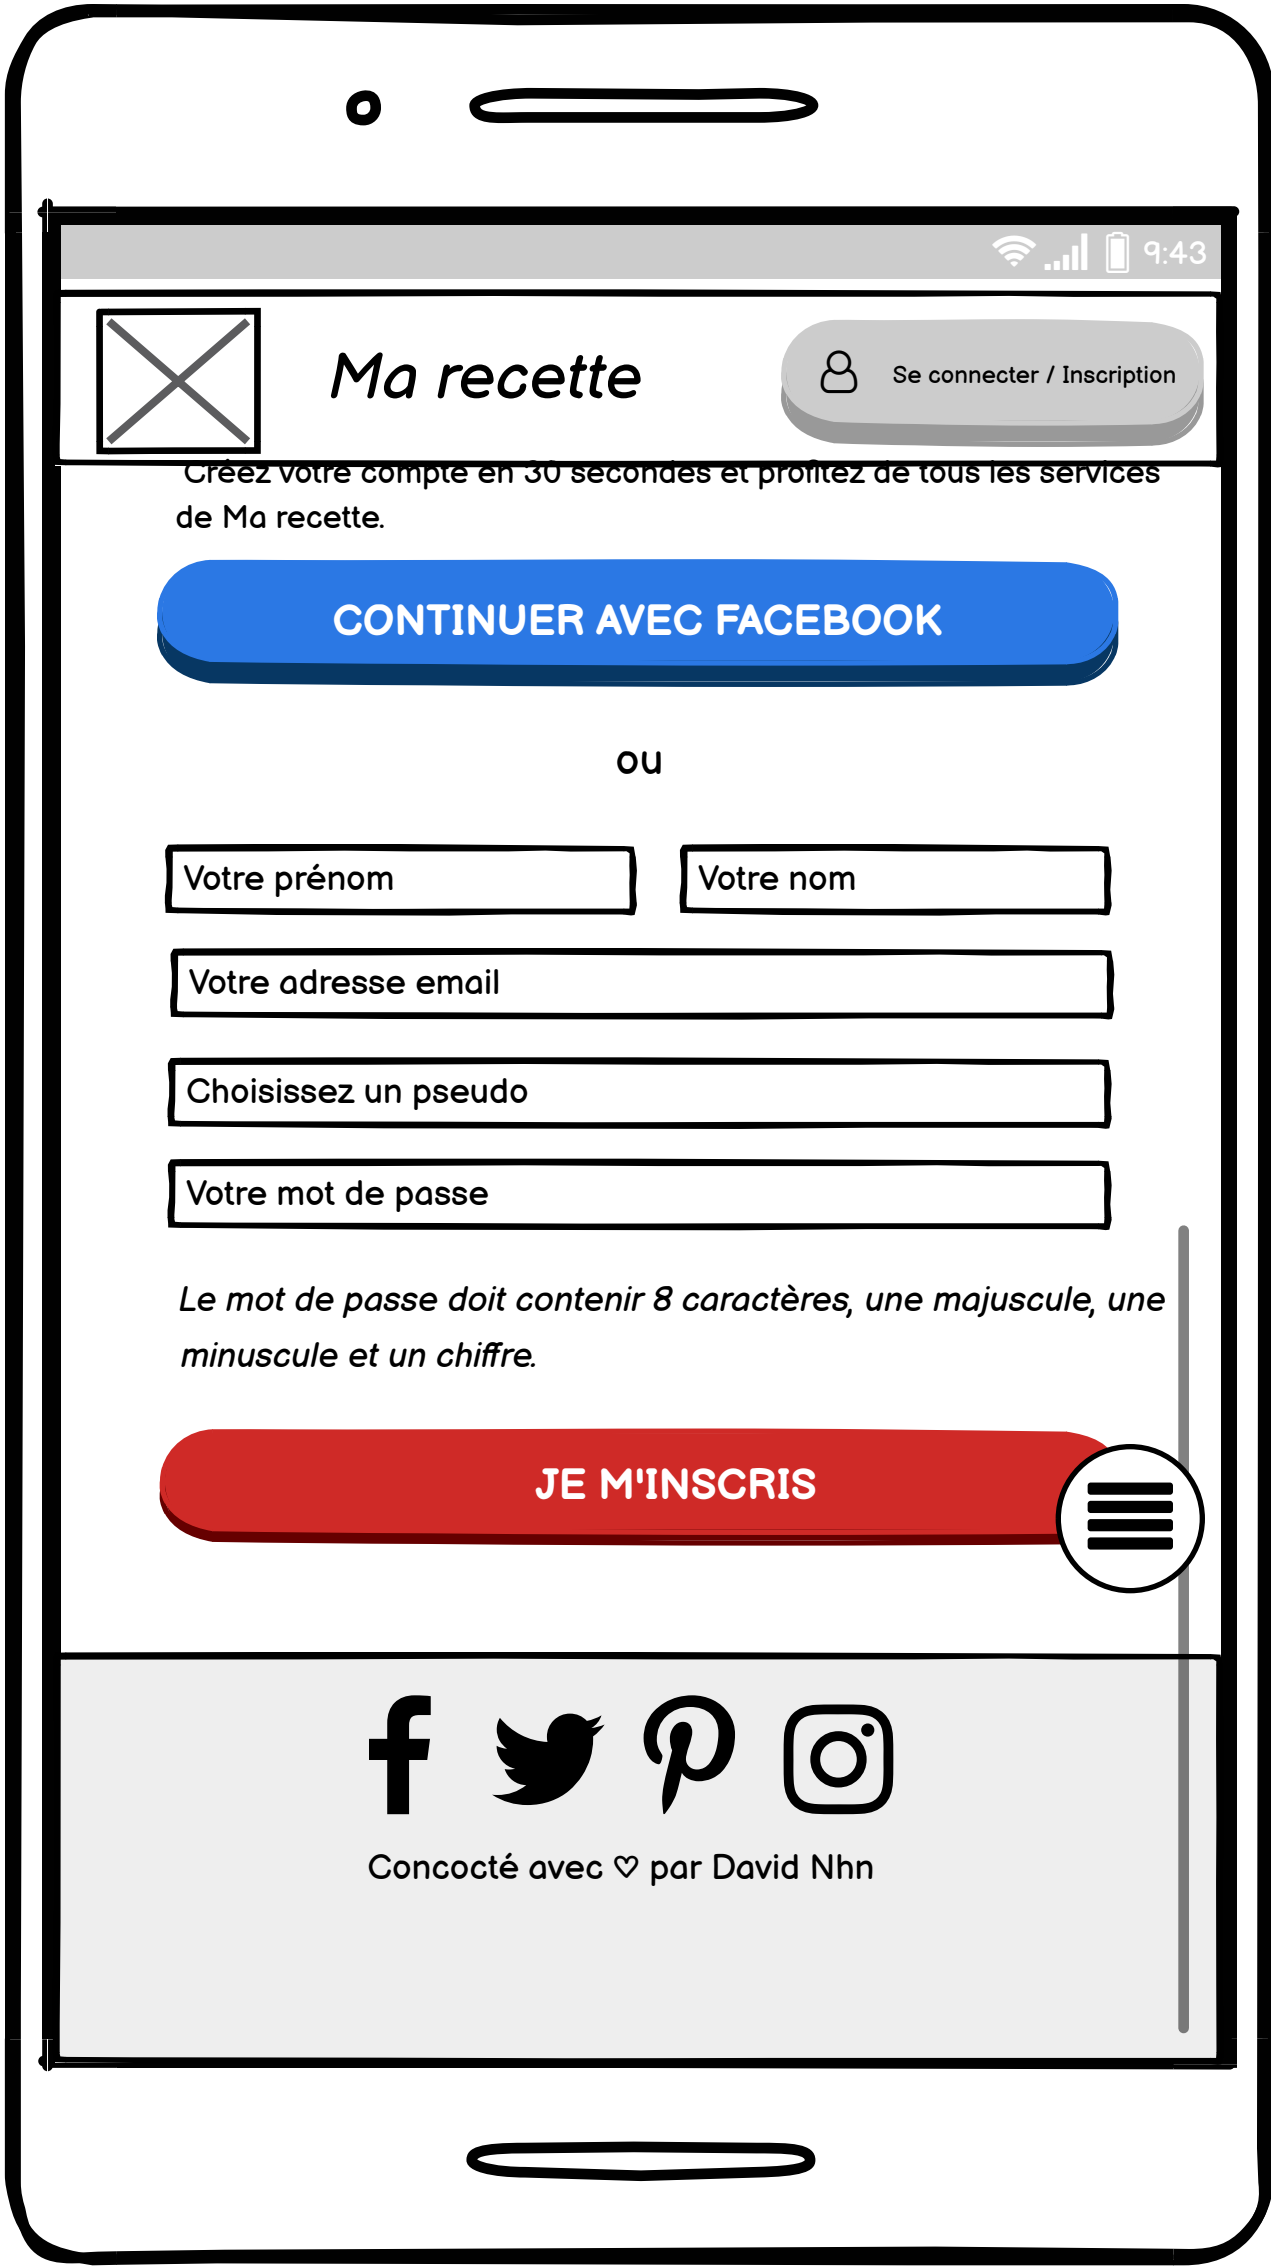 9:43
Ma recette
Se connecter / Inscription
Créez votre compte en 30 secondes et profitez de tous les services
de Ma recette.
CONTINUER AVEC FACEBOOK
ou
Votre prénom
Votre nom
Votre adresse email
Choisissez un pseudo
Votre mot de passe
Le mot de passe doit contenir 8 caractères, une majuscule, une
minuscule et un chiffre.
JE M'INSCRIS
Concocté avec ♡ par David Nhn